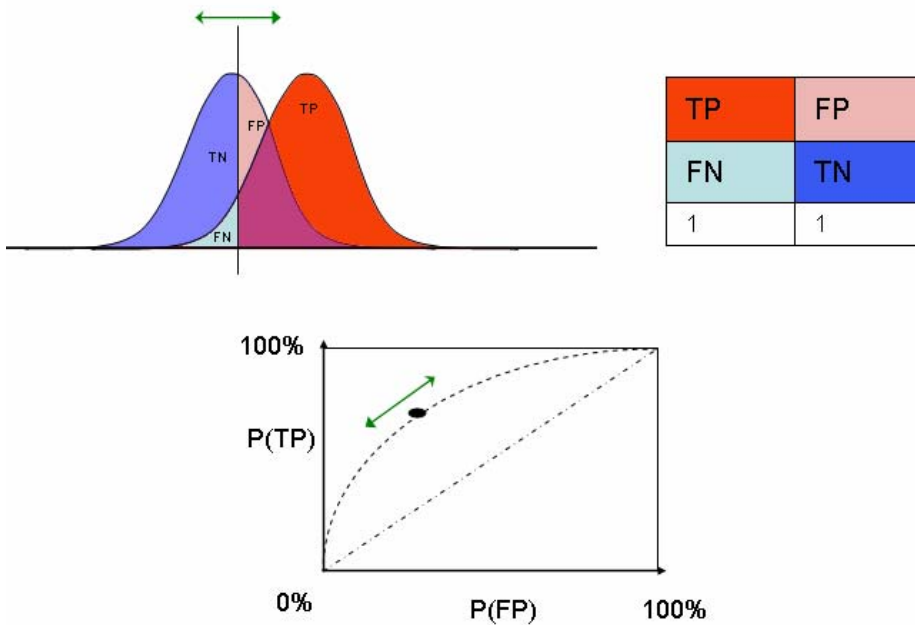 TP
FP
TN
FN
TP FP
FN TN
1 1
100%
P(TP)
0% P(FP) 100%